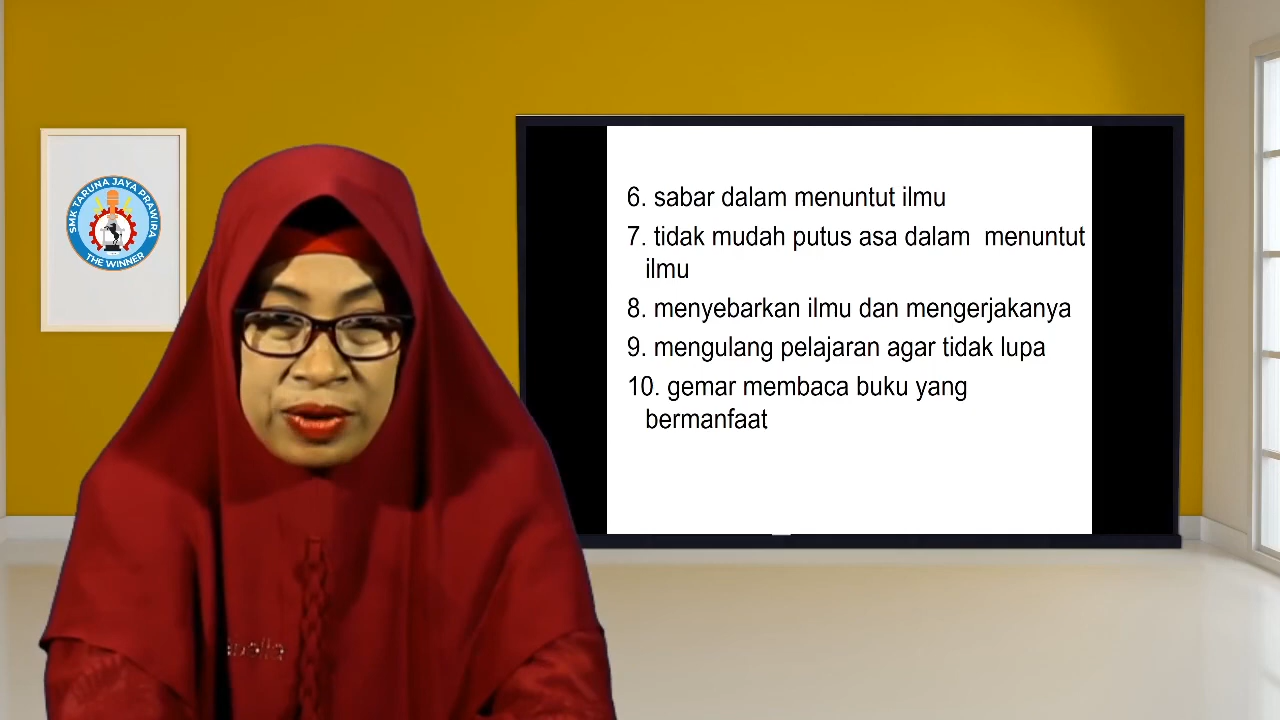 SMK TARUNA JAYA PRAWIRA
THE WINNER
6. sabar dalam menuntut ilmu
7. tidak mudah putus asa dalam menuntut
ilmu
8. menyebarkan ilmu dan mengerjakanya
9. mengulang pelajaran agar tidak lupa
10. gemar membaca buku yang
bermanfaat